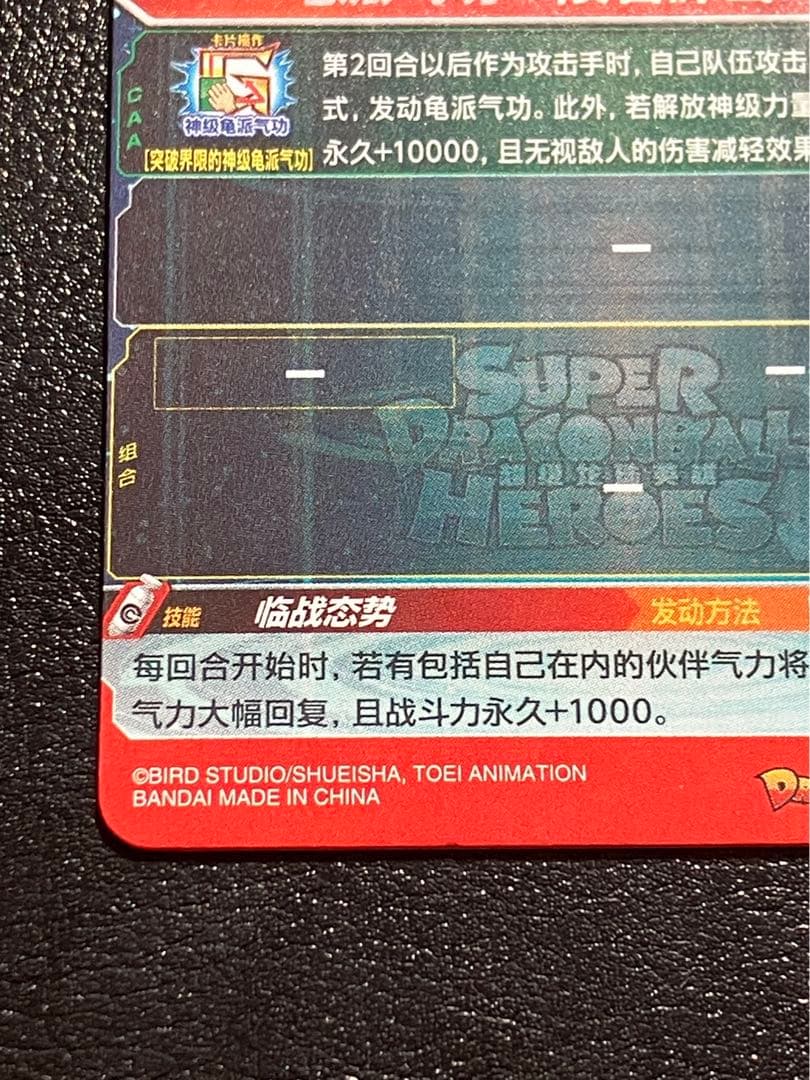 卡片操作
CAA
神级龟派气功
【突破界限的神级龟派气功】
第2回合以后作为攻击手时, 自己队伍攻击
式, 发动龟派气功。此外, 若解放神级力量
永久+10000, 且无视敌人的伤害减轻效果
—
—
—
—
SUPER
DRAGONBALL
HEROES
组合
技能
临战态势
发动方法
每回合开始时, 若有包括自己在内的伙伴气力将
气力大幅回复, 且战斗力永久+1000。
©BIRD STUDIO/SHUEISHA, TOEI ANIMATION
BANDAI MADE IN CHINA